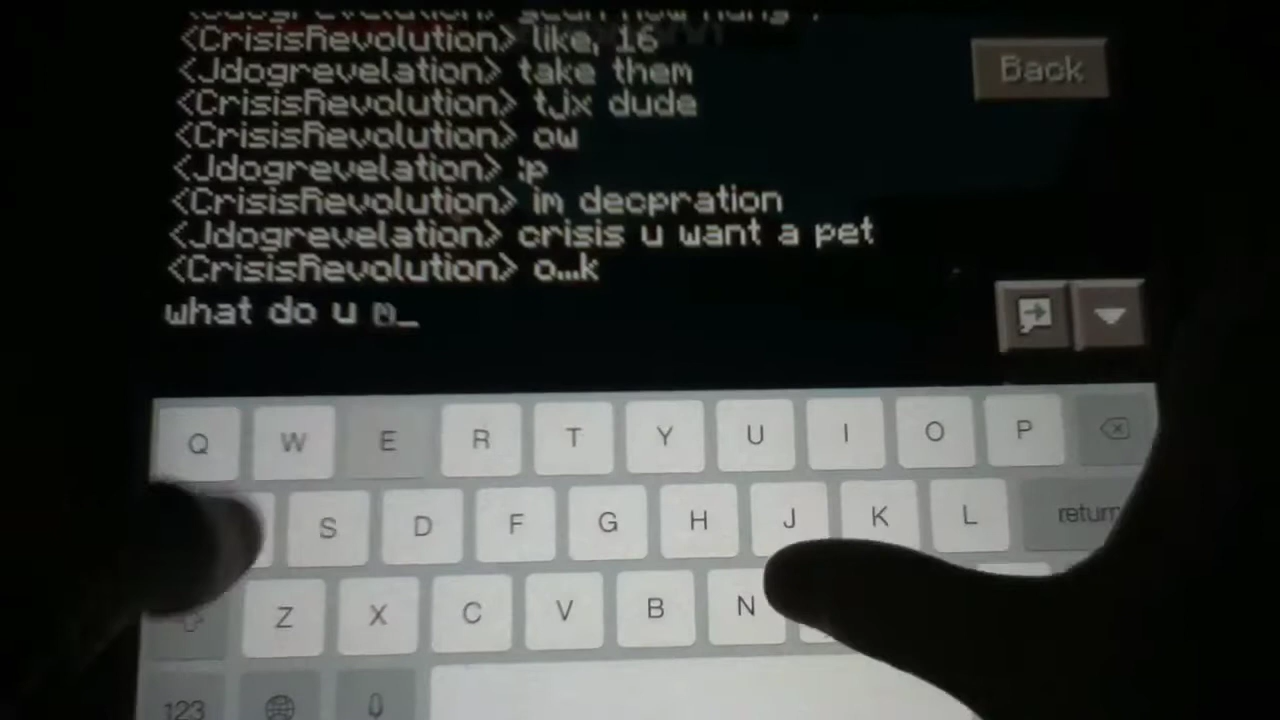 <CrisisRevolution> like, 16
Back
<Jdogrevelation> take them
<CrisisRevolution> tjx dude
<CrisisRevolution> ow
<Jdogrevelation> :p
<CrisisRevolution> im decpration
<Jdogrevelation> crisis u want a pet
<CrisisRevolution> o...k
what do u m_
Q W E R T Y U I O P
S D F G H J K L return
Z X C V B N
123